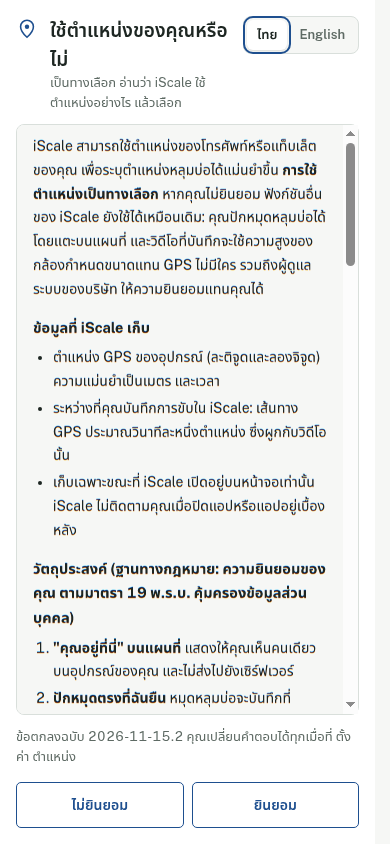 ใช้ตำแหน่งของคุณหรือ
ไม่
ไทย
English
เป็นทางเลือก อ่านว่า iScale ใช้
ตำแหน่งอย่างไร แล้วเลือก
iScale สามารถใช้ตำแหน่งของโทรศัพท์หรือแท็บเล็ต
ของคุณ เพื่อระบุตำแหน่งหลุมบ่อได้แม่นยำขึ้น การใช้
ตำแหน่งเป็นทางเลือก หากคุณไม่ยินยอม ฟังก์ชันอื่น
ของ iScale ยังใช้ได้เหมือนเดิม: คุณปักหมุดหลุมบ่อได้
โดยแตะบนแผนที่ และวิดีโอที่บันทึกจะใช้ความสูงของ
กล้องกำหนดขนาดแทน GPS ไม่มีใคร รวมถึงผู้ดูแล
ระบบของบริษัท ให้ความยินยอมแทนคุณได้
ข้อมูลที่ iScale เก็บ
• ตำแหน่ง GPS ของอุปกรณ์ (ละติจูดและลองจิจูด)
ความแม่นยำเป็นเมตร และเวลา
• ระหว่างที่คุณบันทึกการขับใน iScale: เส้นทาง
GPS ประมาณวินาทีละหนึ่งตำแหน่ง ซึ่งผูกกับวิดีโอ
นั้น
• เก็บเฉพาะขณะที่ iScale เปิดอยู่บนหน้าจอเท่านั้น
iScale ไม่ติดตามคุณเมื่อปิดแอปหรือแอปอยู่เบื้อง
หลัง
วัตถุประสงค์ (ฐานทางกฎหมาย: ความยินยอมของ
คุณ ตามมาตรา 19 พ.ร.บ. คุ้มครองข้อมูลส่วน
บุคคล)
1. "คุณอยู่ที่นี่" บนแผนที่ แสดงให้คุณเห็นคนเดียว
บนอุปกรณ์ของคุณ และไม่ส่งไปยังเซิร์ฟเวอร์
2. ปักหมุดตรงที่ฉันยืน หมุดหลุมบ่อจะบันทึกที่
ข้อตกลงฉบับ 2026-11-15.2 คุณเปลี่ยนคำตอบได้ทุกเมื่อที่ ตั้ง
ค่า ตำแหน่ง
ไม่ยินยอม
ยินยอม